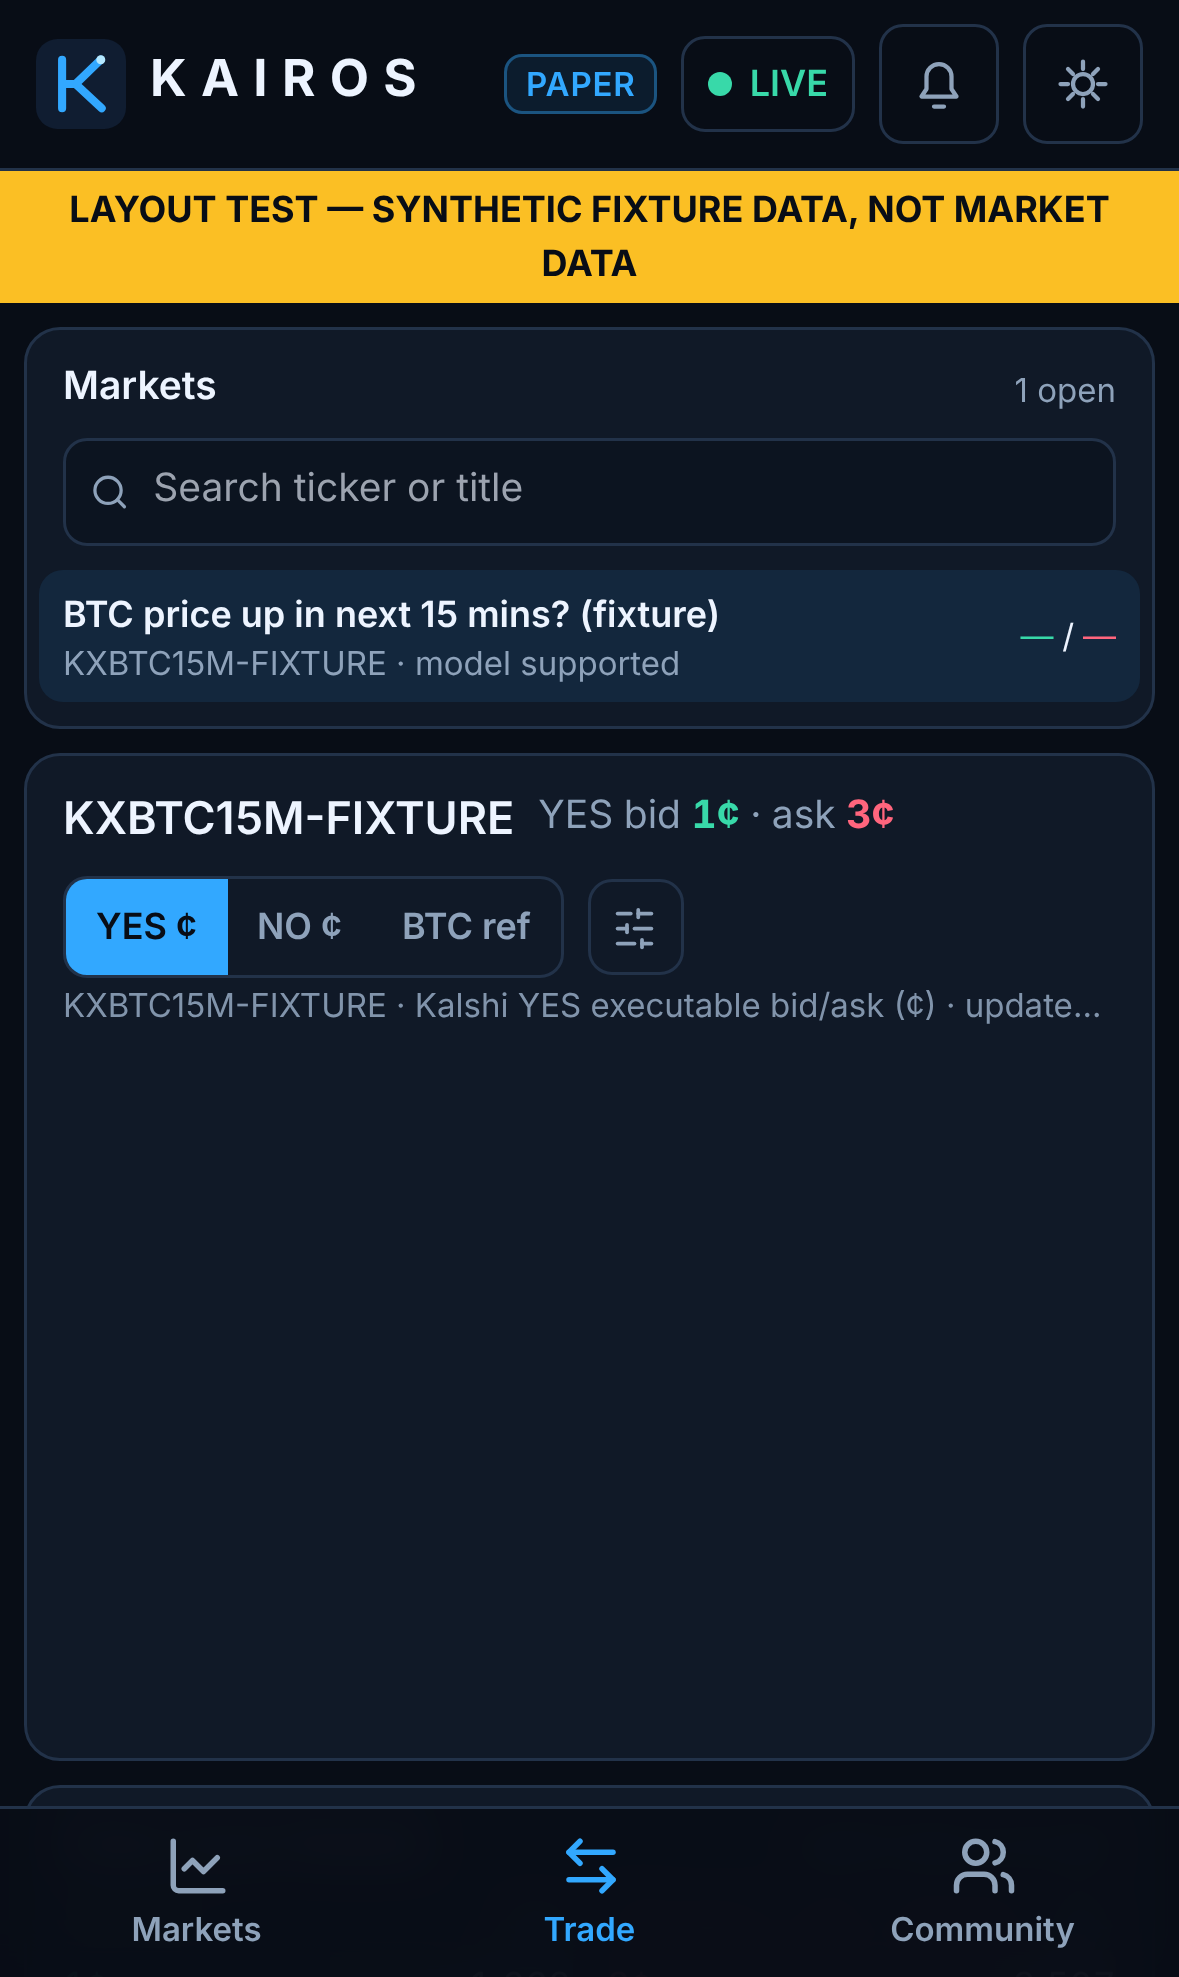 KAIROS
PAPER
LIVE
LAYOUT TEST — SYNTHETIC FIXTURE DATA, NOT MARKET
DATA
Markets
1 open
Search ticker or title
BTC price up in next 15 mins? (fixture)
KXBTC15M-FIXTURE · model supported
— / —
KXBTC15M-FIXTURE YES bid 1¢ · ask 3¢
YES ¢ NO ¢ BTC ref
KXBTC15M-FIXTURE · Kalshi YES executable bid/ask (¢) · update...
Markets
Trade
Community